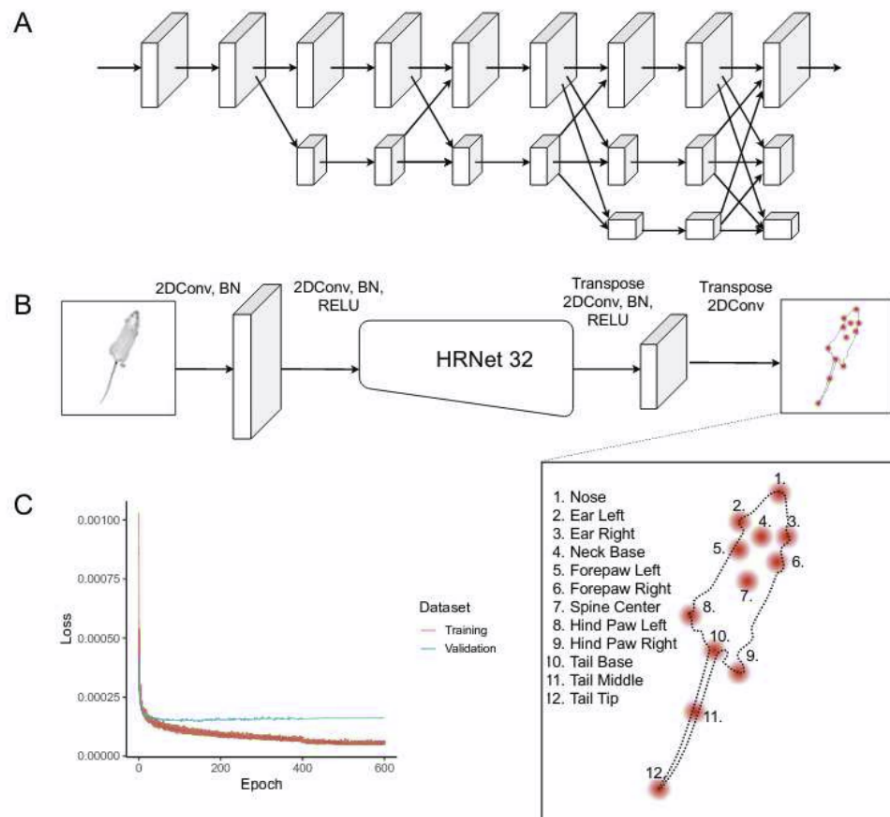 A
B
2DConv, BN
2DConv, BN,
RELU
HRNet 32
Transpose
2DConv, BN,
RELU
Transpose
2DConv
C
0.00100
0.00075
0.00050
0.00025
0.00000
Loss
0
200
400
600
Epoch
Dataset
Training
Validation
1. Nose
2. Ear Left
3. Ear Right
4. Neck Base
5. Forepaw Left
6. Forepaw Right
7. Spine Center
8. Hind Paw Left
9. Hind Paw Right
10. Tail Base
11. Tail Middle
12. Tail Tip
1.
2.
4.
3.
5.
6.
7.
8.
10.
9.
11.
12.